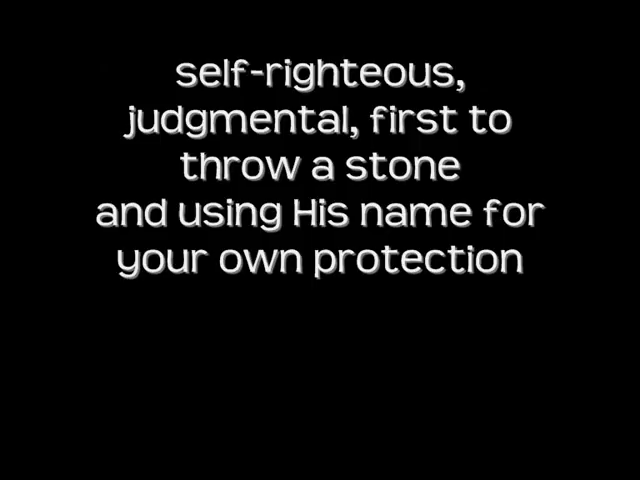 self-righteous,
judgmental, first to
throw a stone
and using His name for
your own protection